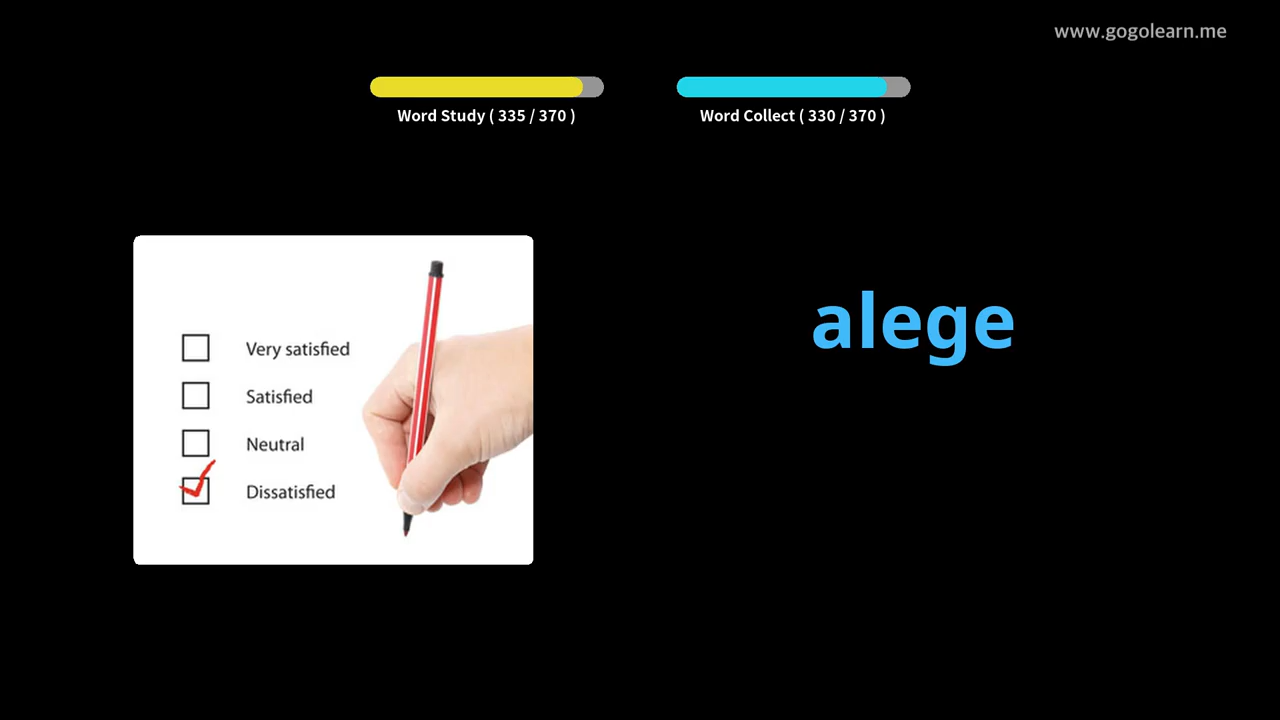 www.gogolearn.me
Word Study ( 335 / 370 )
Word Collect ( 330 / 370 )
alege
Very satisfied
Satisfied
Neutral
Dissatisfied